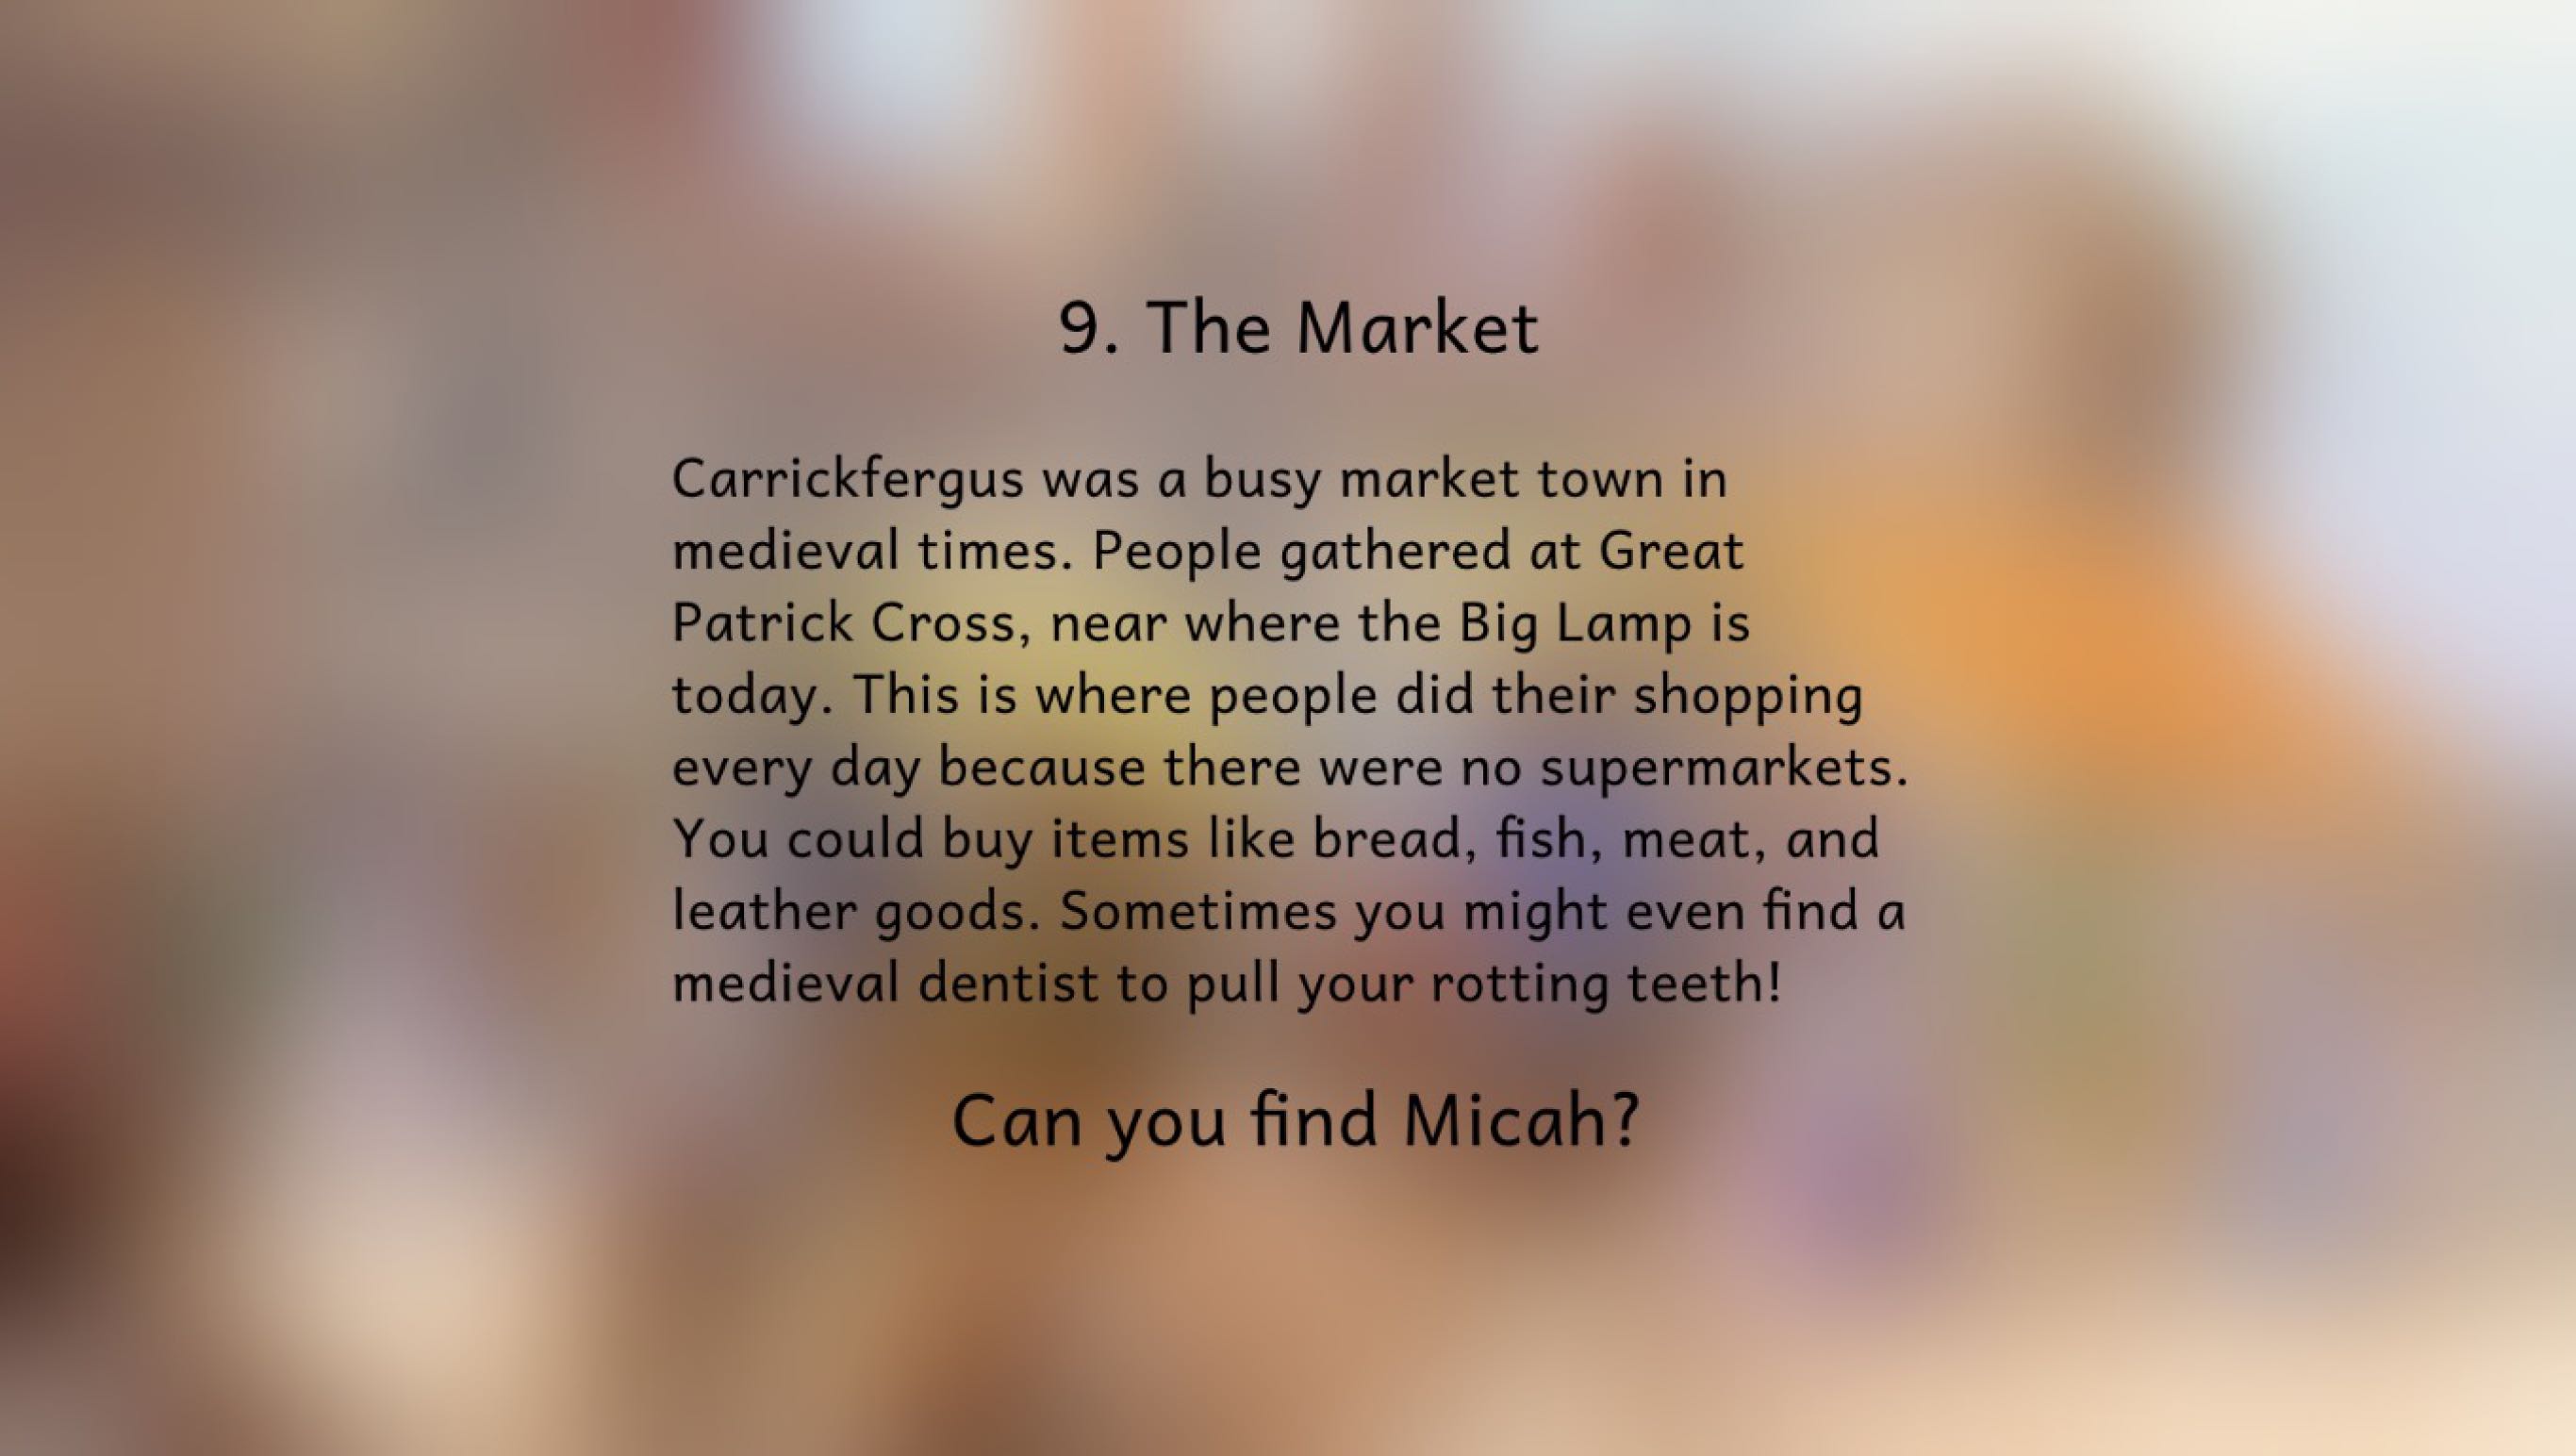 9. The Market
Carrickfergus was a busy market town in
medieval times. People gathered at Great
Patrick Cross, near where the Big Lamp is
today. This is where people did their shopping
every day because there were no supermarkets.
You could buy items like bread, fish, meat, and
leather goods. Sometimes you might even find a
medieval dentist to pull your rotting teeth!
Can you find Micah?